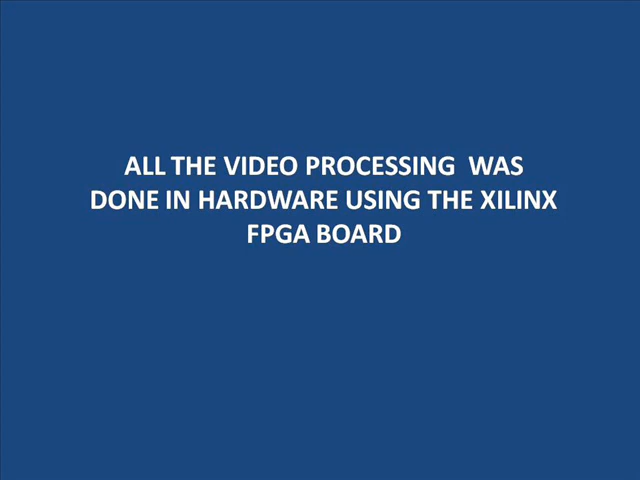 ALL THE VIDEO PROCESSING  WAS
DONE IN HARDWARE USING THE XILINX
FPGA BOARD